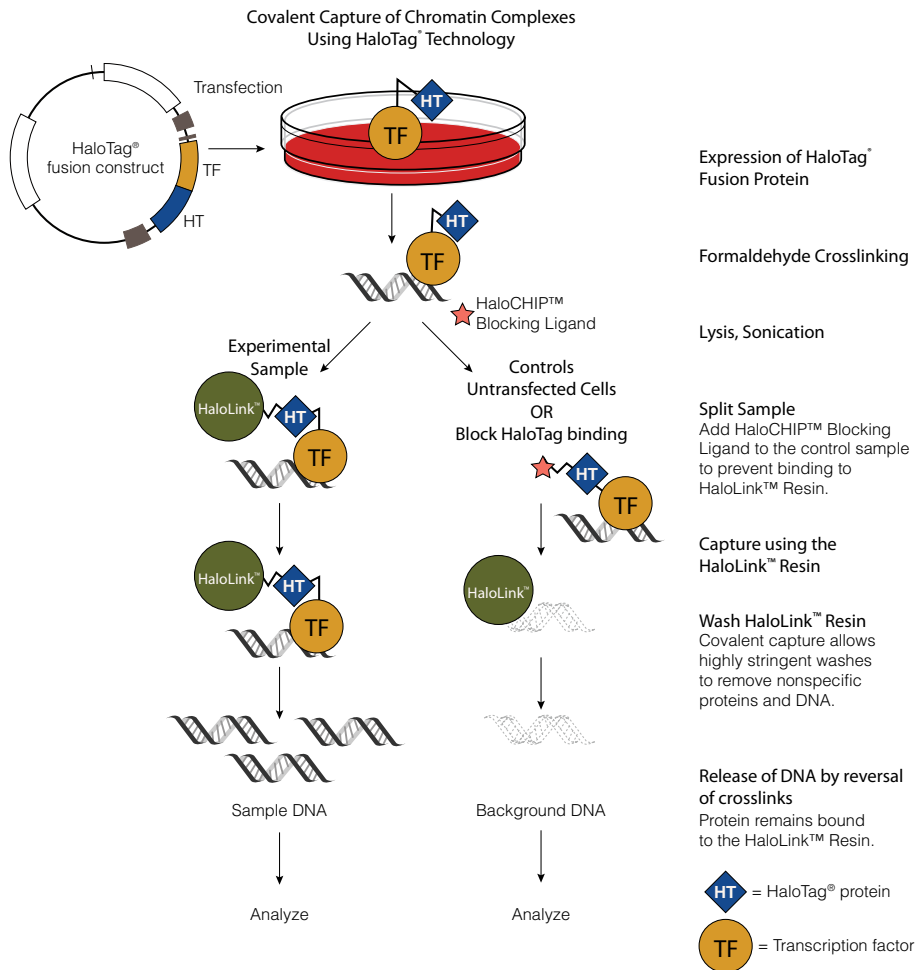 Covalent Capture of Chromatin Complexes
Using HaloTag® Technology
Transfection
HaloTag®
fusion construct
TF
HT
HT
TF
Expression of HaloTag®
Fusion Protein
HT
TF
Formaldehyde Crosslinking
HaloCHIP™
Blocking Ligand
Lysis, Sonication
Experimental
Sample
HaloLink™
HT
TF
Controls
Untransfected Cells
OR
Block HaloTag binding
HT
TF
Split Sample
Add HaloCHIP™ Blocking
Ligand to the control sample
to prevent binding to
HaloLink™ Resin.
Capture using the
HaloLink™ Resin
HaloLink™
HT
TF
HaloLink™
Wash HaloLink™ Resin
Covalent capture allows
highly stringent washes
to remove nonspecific
proteins and DNA.
Sample DNA
Background DNA
Release of DNA by reversal
of crosslinks
Protein remains bound
to the HaloLink™ Resin.
Analyze
Analyze
HT = HaloTag® protein
TF = Transcription factor